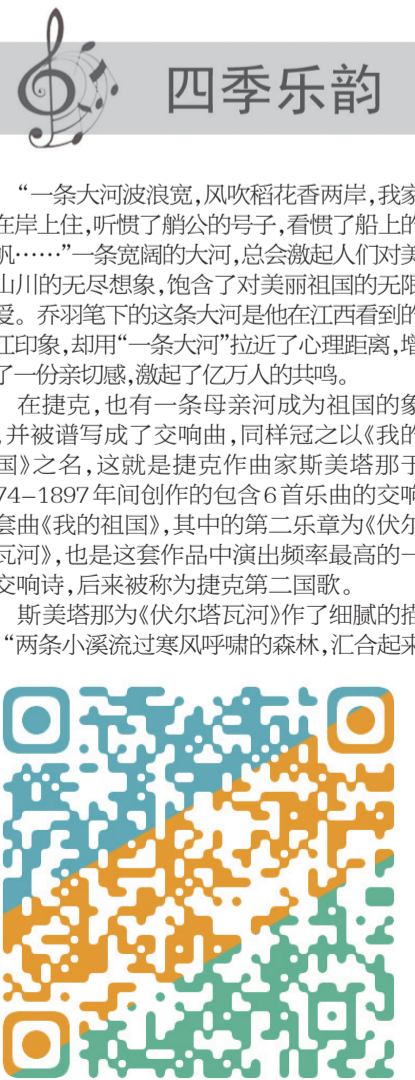 四季乐韵
“一条大河波浪宽,风吹稻花香两岸,我家
在岸上住,听惯了艄公的号子,看惯了船上的
帆……”一条宽阔的大河,总会激起人们对美
山川的无尽想象,饱含了对美丽祖国的无限
爱。乔羽笔下的这条大河是他在江西看到的
江印象,却用“一条大河”拉近了心理距离,增
了一份亲切感,激起了亿万人的共鸣。
在捷克,也有一条母亲河成为祖国的象
,并被谱写成了交响曲,同样冠之以《我的
国》之名,这就是捷克作曲家斯美塔那于
74–1897年间创作的包含6首乐曲的交响
套曲《我的祖国》,其中的第二乐章为《伏尔
瓦河》,也是这套作品中演出频率最高的一
交响诗,后来被称为捷克第二国歌。
斯美塔那为《伏尔塔瓦河》作了细腻的描
“两条小溪流过寒风呼啸的森林,汇合起来